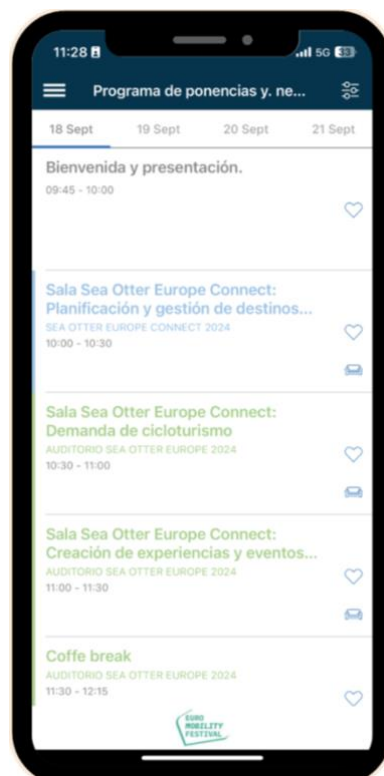 11:28
5G 33
Programa de ponencias y. ne...
18 Sept 19 Sept 20 Sept 21 Sept
Bienvenida y presentación.
09:45 - 10:00
Sala Sea Otter Europe Connect:
Planificación y gestión de destinos...
SEA OTTER EUROPE CONNECT 2024
10:00 - 10:30
Sala Sea Otter Europe Connect:
Demanda de cicloturismo
AUDITORIO SEA OTTER EUROPE 2024
10:30 - 11:00
Sala Sea Otter Europe Connect:
Creación de experiencias y eventos...
AUDITORIO SEA OTTER EUROPE 2024
11:00 - 11:30
Coffe break
AUDITORIO SEA OTTER EUROPE 2024
11:30 - 12:15
EURO
MOBILITY
FESTIVAL